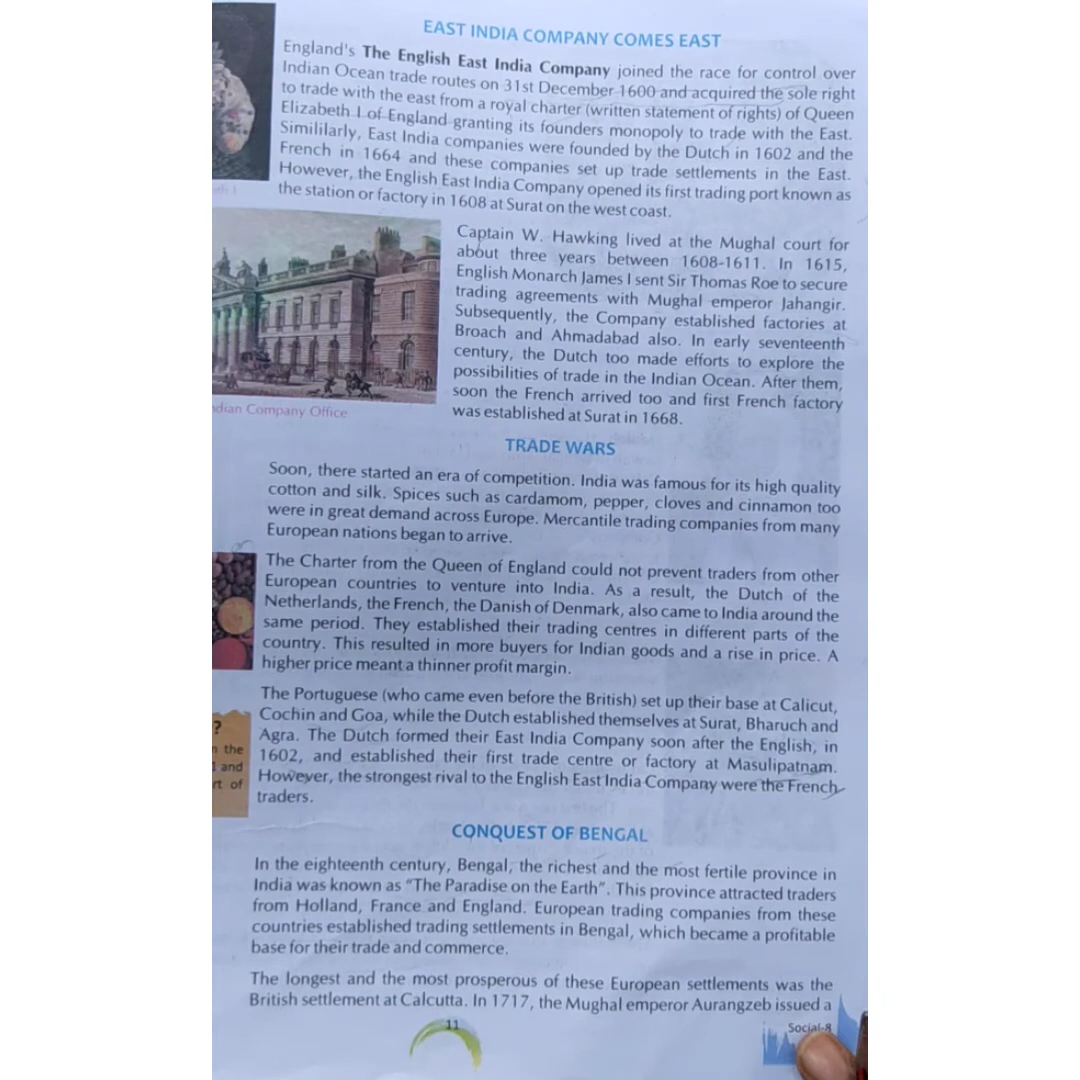 EAST INDIA COMPANY COMES EAST
England's The English East India Company joined the race for control over
Indian Ocean trade routes on 31st December 1600 and acquired the sole right
to trade with the east from a royal charter (written statement of rights) of Queen
Elizabeth I of England granting its founders monopoly to trade with the East.
Simililarly, East India companies were founded by the Dutch in 1602 and the
French in 1664 and these companies set up trade settlements in the East.
However, the English East India Company opened its first trading port known as
the station or factory in 1608 at Surat on the west coast.
Captain W. Hawking lived at the Mughal court for
about three years between 1608-1611. In 1615,
English Monarch James I sent Sir Thomas Roe to secure
trading agreements with Mughal emperor Jahangir.
Subsequently, the Company established factories at
Broach and Ahmadabad also. In early seventeenth
century, the Dutch too made efforts to explore the
possibilities of trade in the Indian Ocean. After them,
soon the French arrived too and first French factory
was established at Surat in 1668.
dian Company Office
TRADE WARS
Soon, there started an era of competition. India was famous for its high quality
cotton and silk. Spices such as cardamom, pepper, cloves and cinnamon too
were in great demand across Europe. Mercantile trading companies from many
European nations began to arrive.
The Charter from the Queen of England could not prevent traders from other
European countries to venture into India. As a result, the Dutch of the
Netherlands, the French, the Danish of Denmark, also came to India around the
same period. They established their trading centres in different parts of the
country. This resulted in more buyers for Indian goods and a rise in price. A
higher price meant a thinner profit margin.
The Portuguese (who came even before the British) set up their base at Calicut,
Cochin and Goa, while the Dutch established themselves at Surat, Bharuch and
Agra. The Dutch formed their East India Company soon after the English, in
1602, and established their first trade centre or factory at Masulipatnam.
However, the strongest rival to the English East India Company were the French
traders.
?
n the
and
rt of
CONQUEST OF BENGAL
In the eighteenth century, Bengal, the richest and the most fertile province in
India was known as "The Paradise on the Earth". This province attracted traders
from Holland, France and England. European trading companies from these
countries established trading settlements in Bengal, which became a profitable
base for their trade and commerce.
The longest and the most prosperous of these European settlements was the
British settlement at Calcutta. In 1717, the Mughal emperor Aurangzeb issued a
11
Social-8